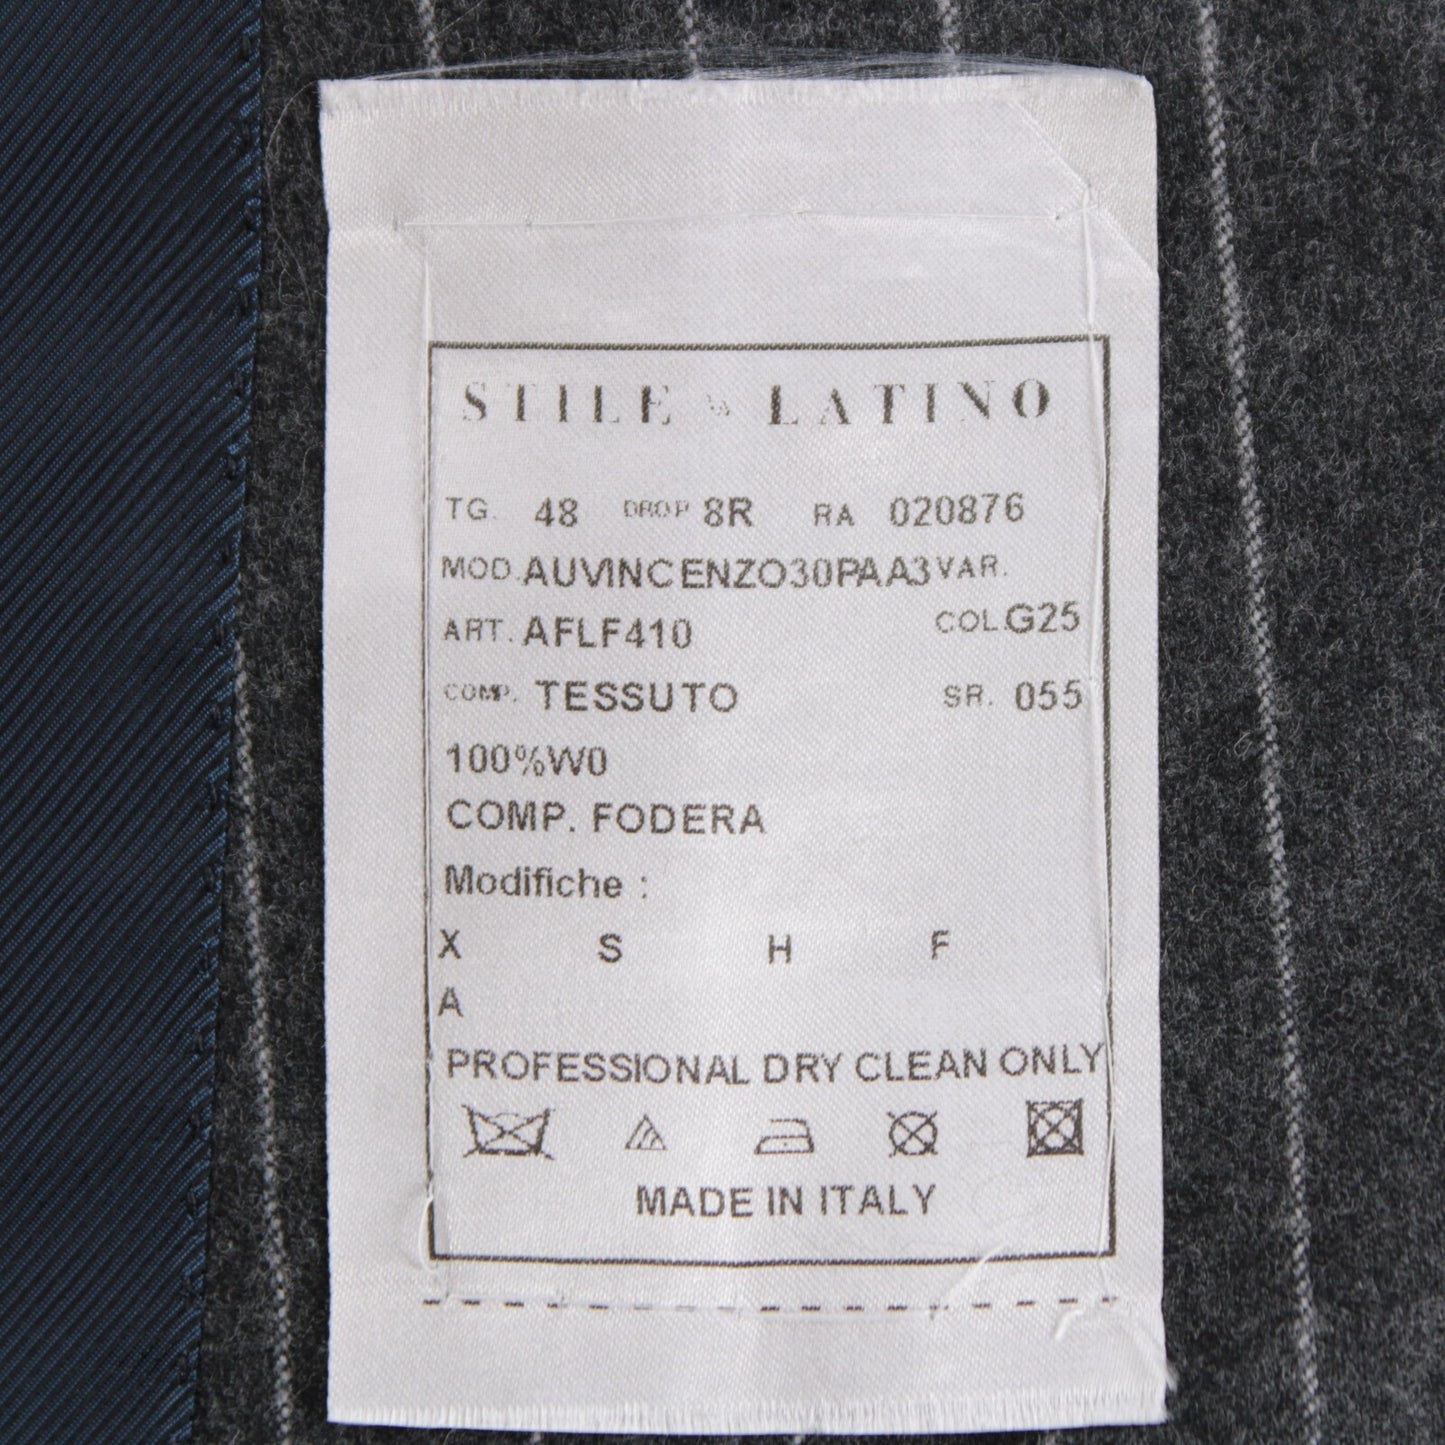 STILE LATINO
TG. 48 DROP 8R RA 020876
MOD.AUVINCENZO30PAA3 VAR.
ART. AFLF410 COL.G25
COMP. TESSUTO SR. 055
100%W0
COMP. FODERA
Modifiche :
X S H F
A
PROFESSIONAL DRY CLEAN ONLY
MADE IN ITALY